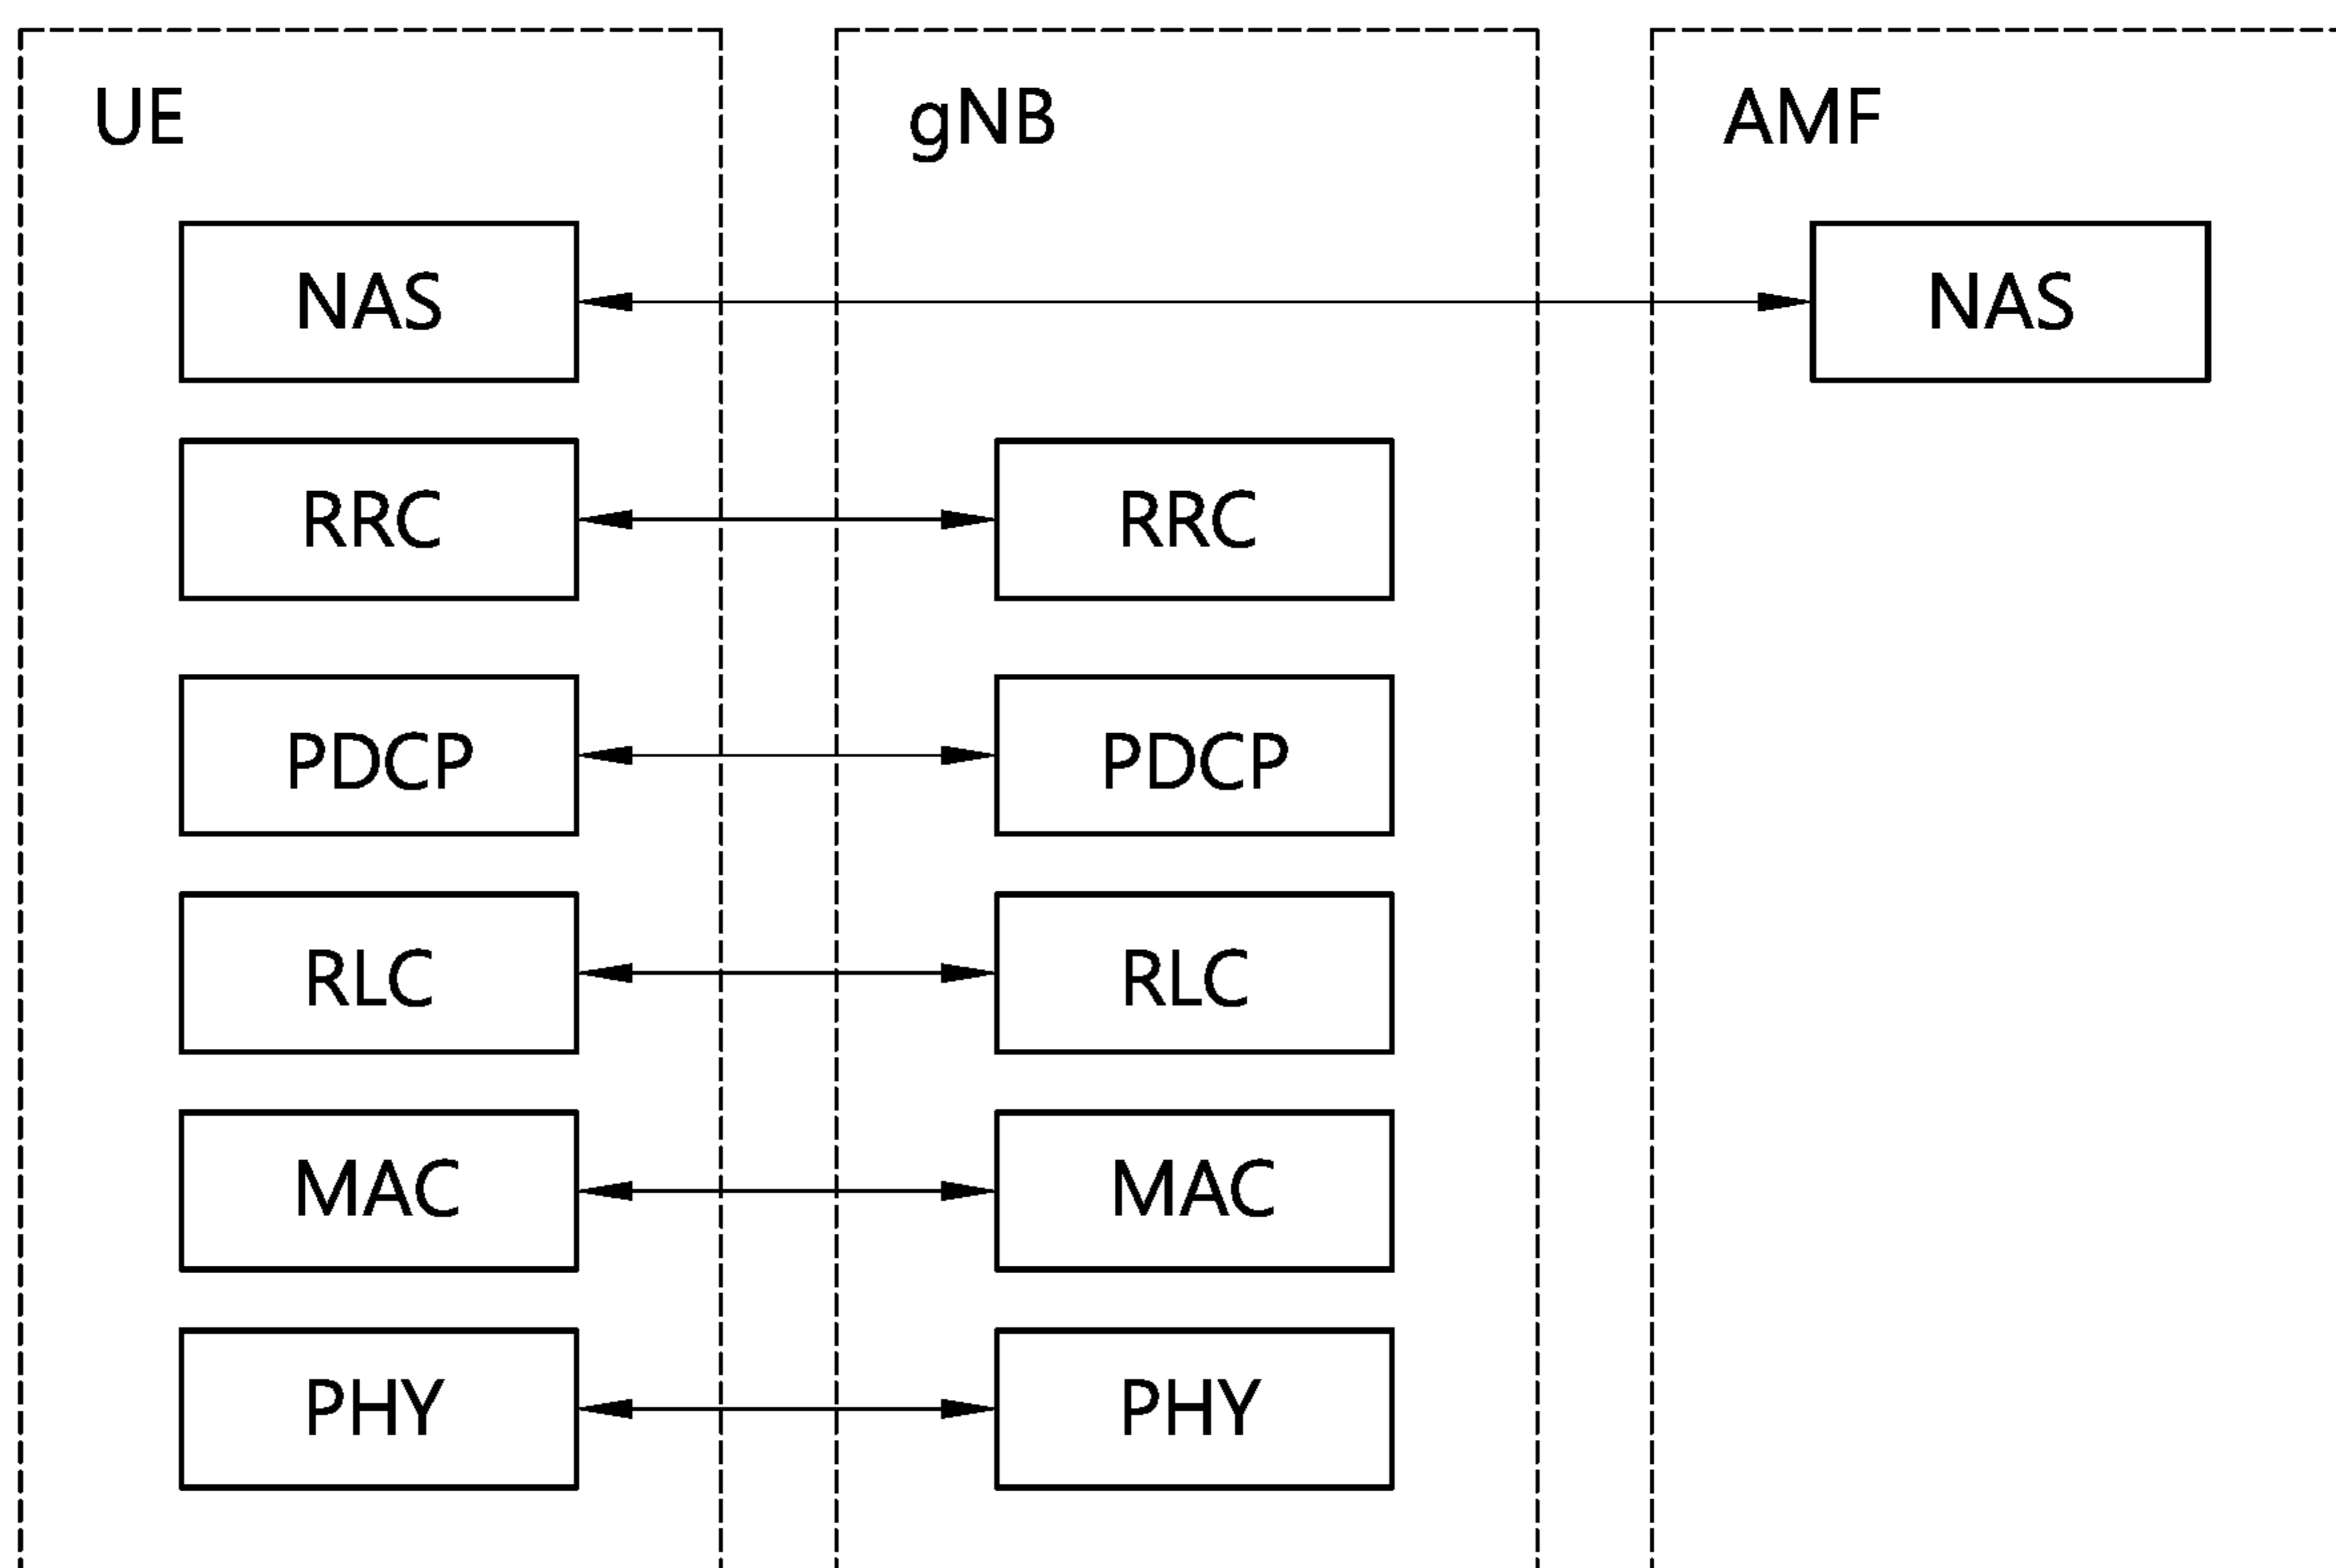 UE gNB AMF
NAS NAS
RRC RRC
PDCP PDCP
RLC RLC
MAC MAC
PHY PHY